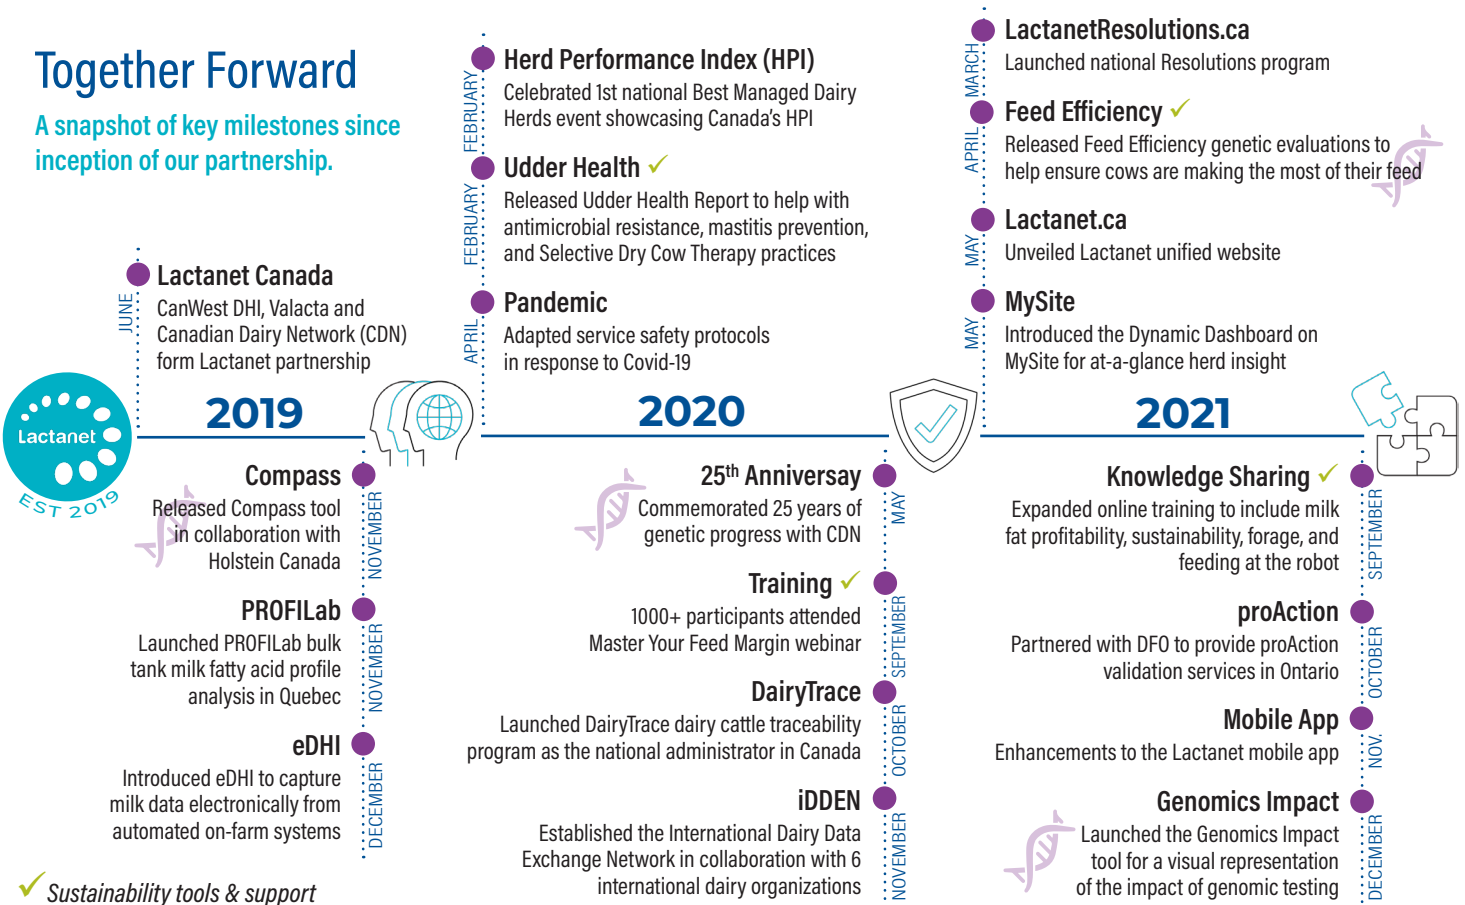 Together Forward
A snapshot of key milestones since
inception of our partnership.
Lactanet
EST 2019
JUNE
Lactanet Canada
CanWest DHI, Valacta and
Canadian Dairy Network (CDN)
form Lactanet partnership
2019
Compass
Released Compass tool
in collaboration with
Holstein Canada
NOVEMBER
PROFILab
Launched PROFILab bulk
tank milk fatty acid profile
analysis in Quebec
NOVEMBER
eDHI
Introduced eDHI to capture
milk data electronically from
automated on-farm systems
DECEMBER
Sustainability tools & support
FEBRUARY
Herd Performance Index (HPI)
Celebrated 1st national Best Managed Dairy
Herds event showcasing Canada's HPI
FEBRUARY
Udder Health
Released Udder Health Report to help with
antimicrobial resistance, mastitis prevention,
and Selective Dry Cow Therapy practices
APRIL
Pandemic
Adapted service safety protocols
in response to Covid-19
2020
25th Anniversay
Commemorated 25 years of
genetic progress with CDN
MAY
Training
1000+ participants attended
Master Your Feed Margin webinar
SEPTEMBER
DairyTrace
Launched DairyTrace dairy cattle traceability
program as the national administrator in Canada
OCTOBER
iDDEN
Established the International Dairy Data
Exchange Network in collaboration with 6
international dairy organizations
NOVEMBER
MARCH
LactanetResolutions.ca
Launched national Resolutions program
APRIL
Feed Efficiency
Released Feed Efficiency genetic evaluations to
help ensure cows are making the most of their feed
MAY
Lactanet.ca
Unveiled Lactanet unified website
MAY
MySite
Introduced the Dynamic Dashboard on
MySite for at-a-glance herd insight
2021
Knowledge Sharing
Expanded online training to include milk
fat profitability, sustainability, forage, and
feeding at the robot
SEPTEMBER
proAction
Partnered with DFO to provide proAction
validation services in Ontario
OCTOBER
Mobile App
Enhancements to the Lactanet mobile app
NOV.
Genomics Impact
Launched the Genomics Impact
tool for a visual representation
of the impact of genomic testing
DECEMBER